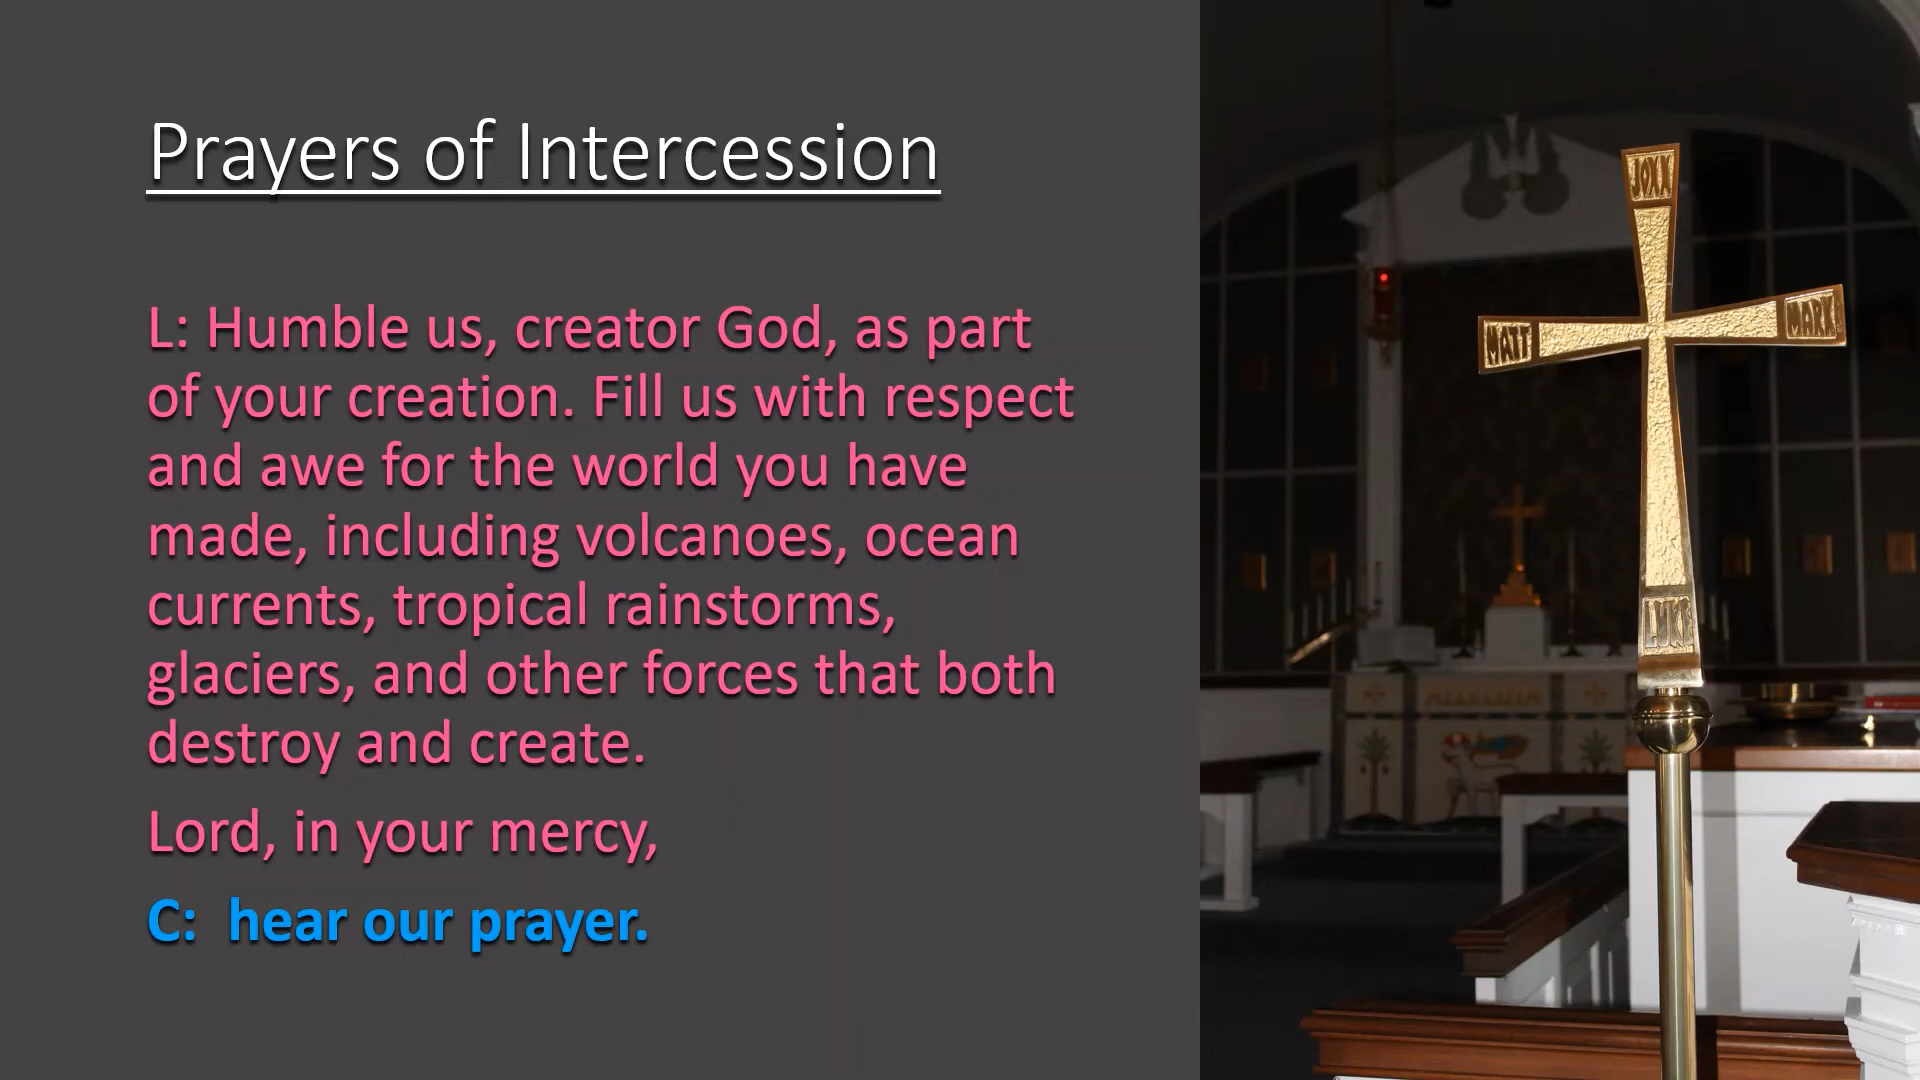 Prayers of Intercession
L: Humble us, creator God, as part
of your creation. Fill us with respect
and awe for the world you have
made, including volcanoes, ocean
currents, tropical rainstorms,
glaciers, and other forces that both
destroy and create.
Lord, in your mercy,
C: hear our prayer.
JOHN
MATT
MARK
LUKE